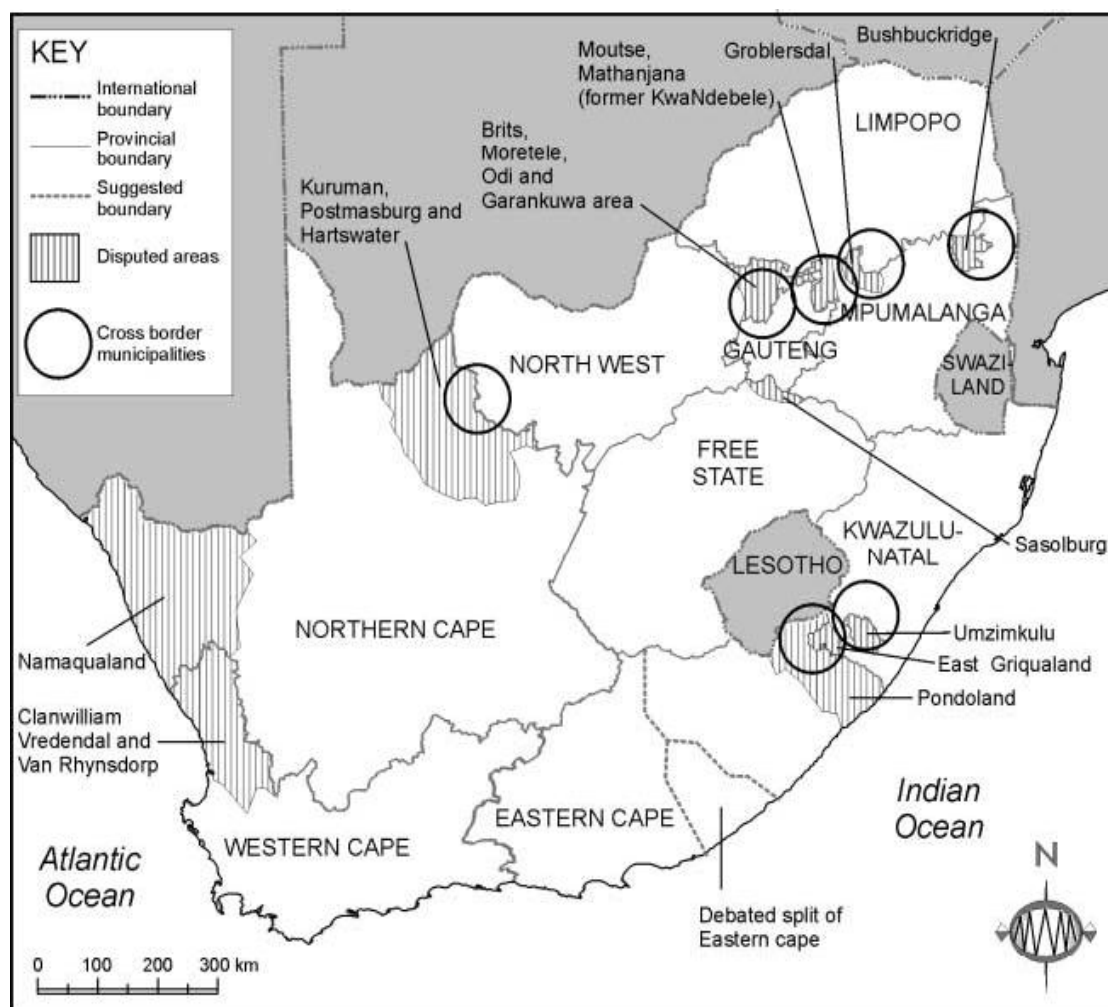 KEY
International
boundary
Provincial
boundary
Suggested
boundary
Disputed areas
Cross border
municipalities
Moutse,
Mathanjana
(former KwaNdebele)
Groblersdal
Bushbuckridge
Brits,
Moretele,
Odi and
Garankuwa area
Kuruman,
Postmasburg and
Hartswater
LIMPOPO
MPUMALANGA
GAUTENG
NORTH WEST
SWAZI-
LAND
FREE
STATE
KWAZULU-
NATAL
LESOTHO
Sasolburg
NORTHERN CAPE
Umzimkulu
East Griqualand
Pondoland
Namaqualand
Clanwilliam
Vredendal and
Van Rhynsdorp
EASTERN CAPE
WESTERN CAPE
Indian
Ocean
Atlantic
Ocean
N
Debated split of
Eastern cape
0 100 200 300 km